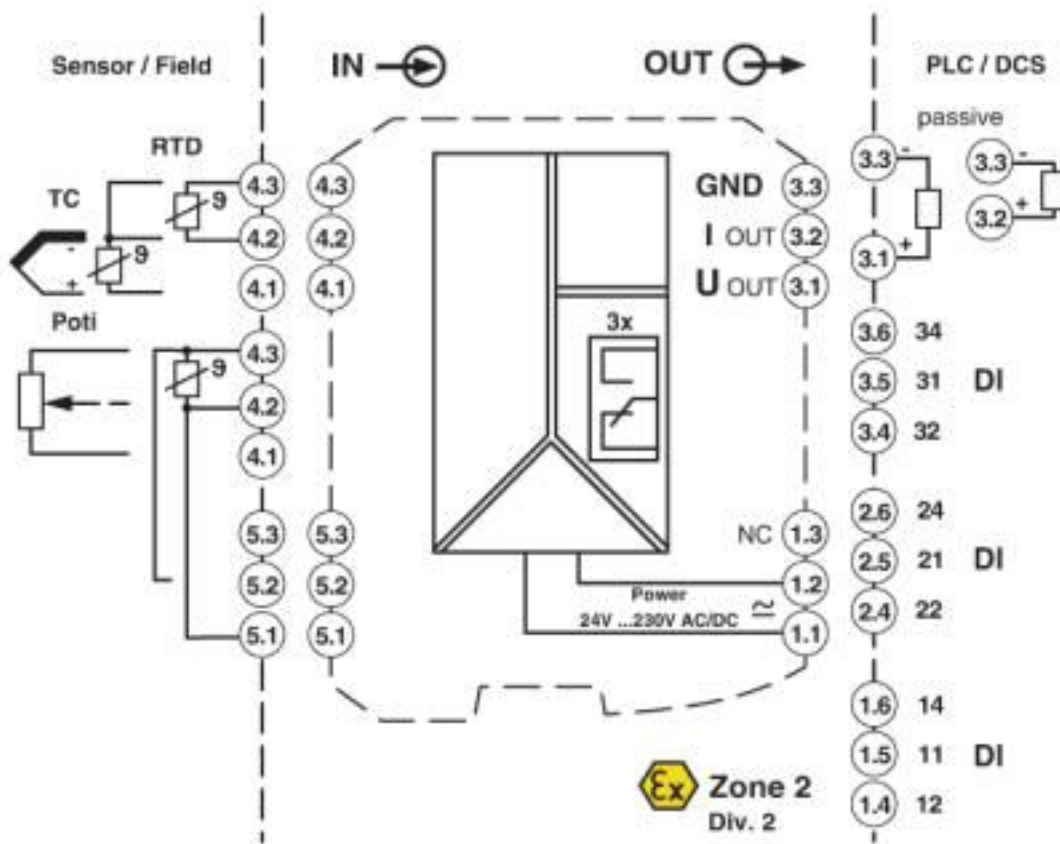 Sensor / Field
IN
OUT
PLC / DCS
passive
RTD
TC
ϑ
ϑ
-
+
4.3
4.2
4.1
4.3
4.2
4.1
GND 3.3
I OUT 3.2
U OUT 3.1
3.3 -
3.1 +
3.3 -
3.2 +
Poti
ϑ
4.3
4.2
4.1
3x
3.6 34
3.5 31 DI
3.4 32
5.3
5.2
5.1
5.3
5.2
5.1
NC 1.3
1.2
1.1
Power
24V ...230V AC/DC
2.6 24
2.5 21 DI
2.4 22
1.6 14
1.5 11 DI
1.4 12
Ex Zone 2
Div. 2